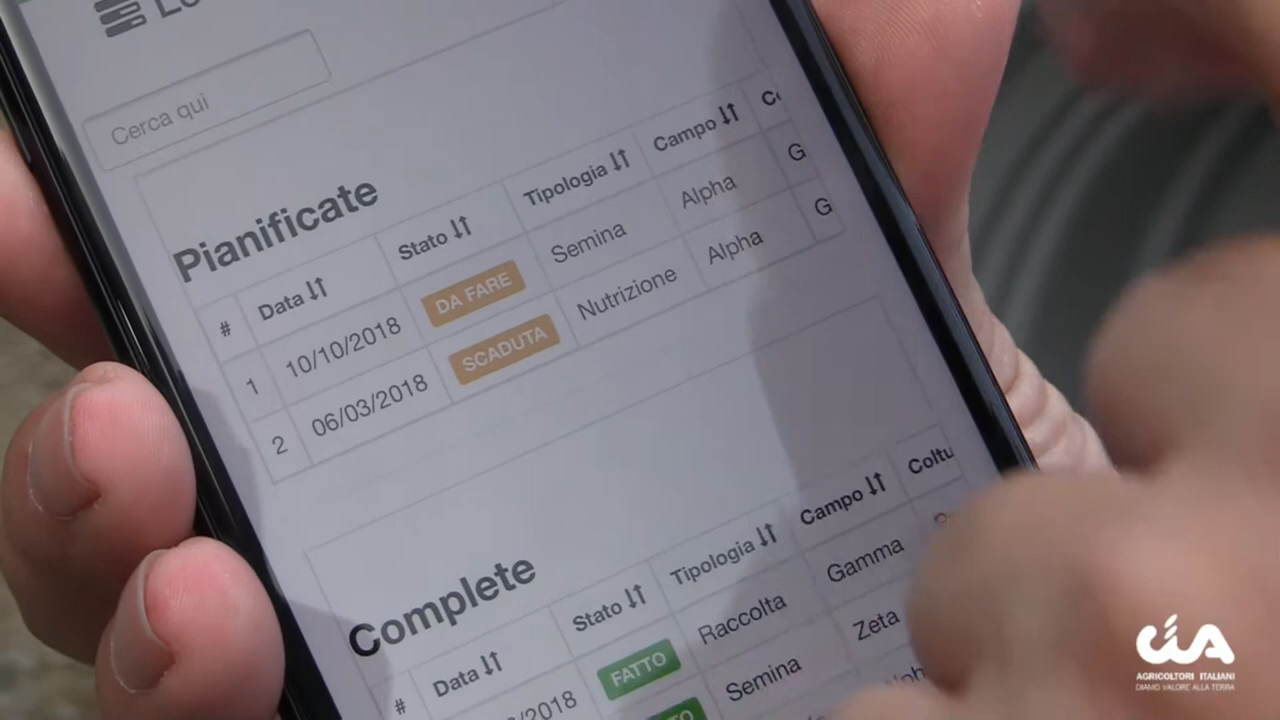 Cerca qui
Pianificate
# Data Stato Tipologia Campo
1 10/10/2018 DA FARE Semina Alpha G
2 06/03/2018 SCADUTA Nutrizione Alpha G
Complete
# Data Stato Tipologia Campo Coltu
/2018 FATTO Raccolta Gamma
Semina Zeta
CIA
AGRICOLTORI ITALIANI
DIAMO VALORE ALLA TERRA